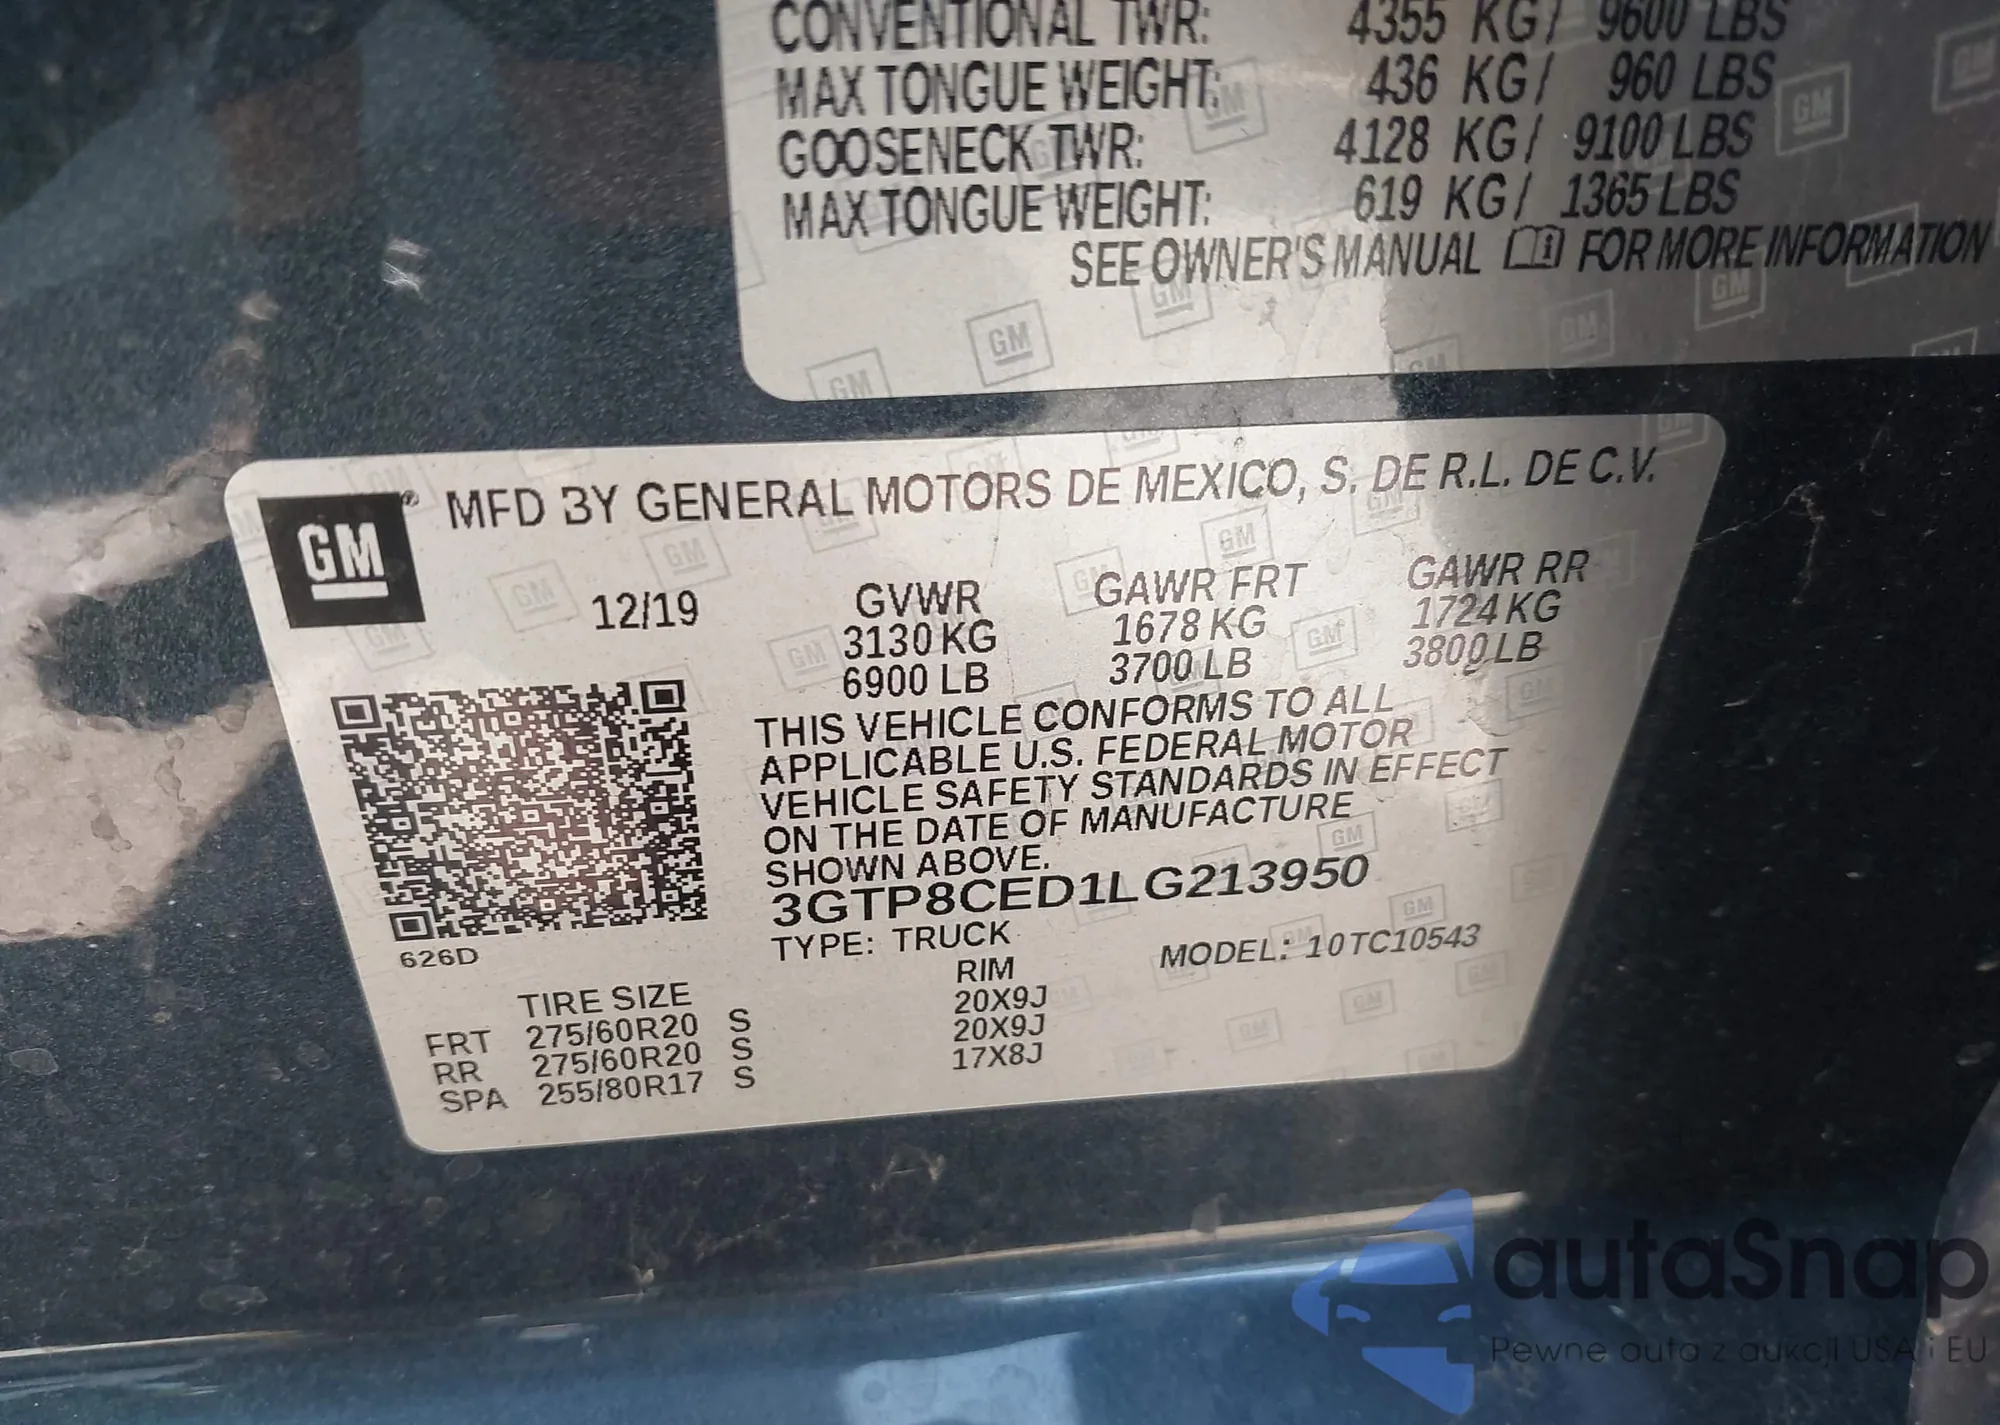 CONVENTIONAL TWR: 4355 KG/ 9600 LBS
MAX TONGUE WEIGHT: 436 KG/ 960 LBS
GOOSENECK TWR: 4128 KG/ 9100 LBS
MAX TONGUE WEIGHT: 619 KG/ 1365 LBS
SEE OWNER'S MANUAL FOR MORE INFORMATION
GM® MFD BY GENERAL MOTORS DE MEXICO, S. DE R.L. DE C.V.
12/19 GVWR GAWR FRT GAWR RR
3130 KG 1678 KG 1724 KG
6900 LB 3700 LB 3800 LB
THIS VEHICLE CONFORMS TO ALL
APPLICABLE U.S. FEDERAL MOTOR
VEHICLE SAFETY STANDARDS IN EFFECT
ON THE DATE OF MANUFACTURE
SHOWN ABOVE.
3GTP8CED1LG213950
626D
TYPE: TRUCK MODEL: 10TC10543
TIRE SIZE RIM
FRT 275/60R20 S 20X9J
RR 275/60R20 S 20X9J
SPA 255/80R17 S 17X8J
autaSnap
Pewne auta z aukcji USA i EU